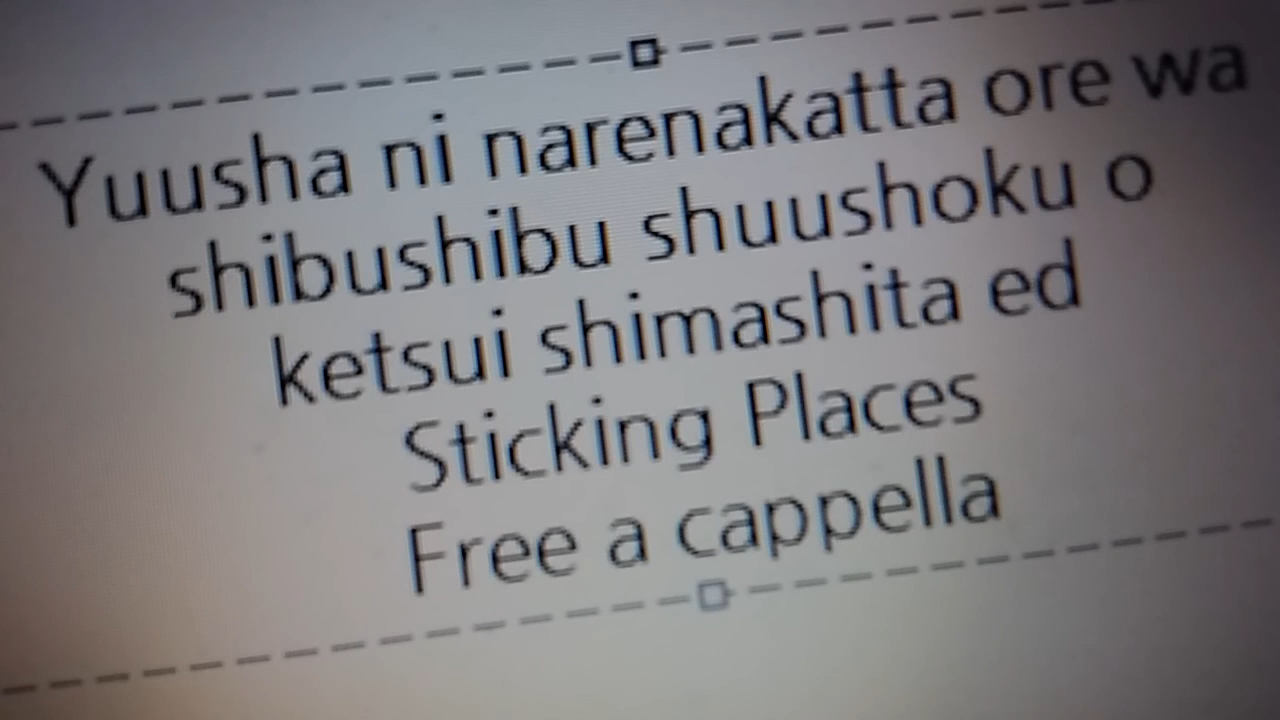 Yuusha ni narenakatta ore wa
shibushibu shuushoku o
ketsui shimashita ed
Sticking Places
Free a cappella